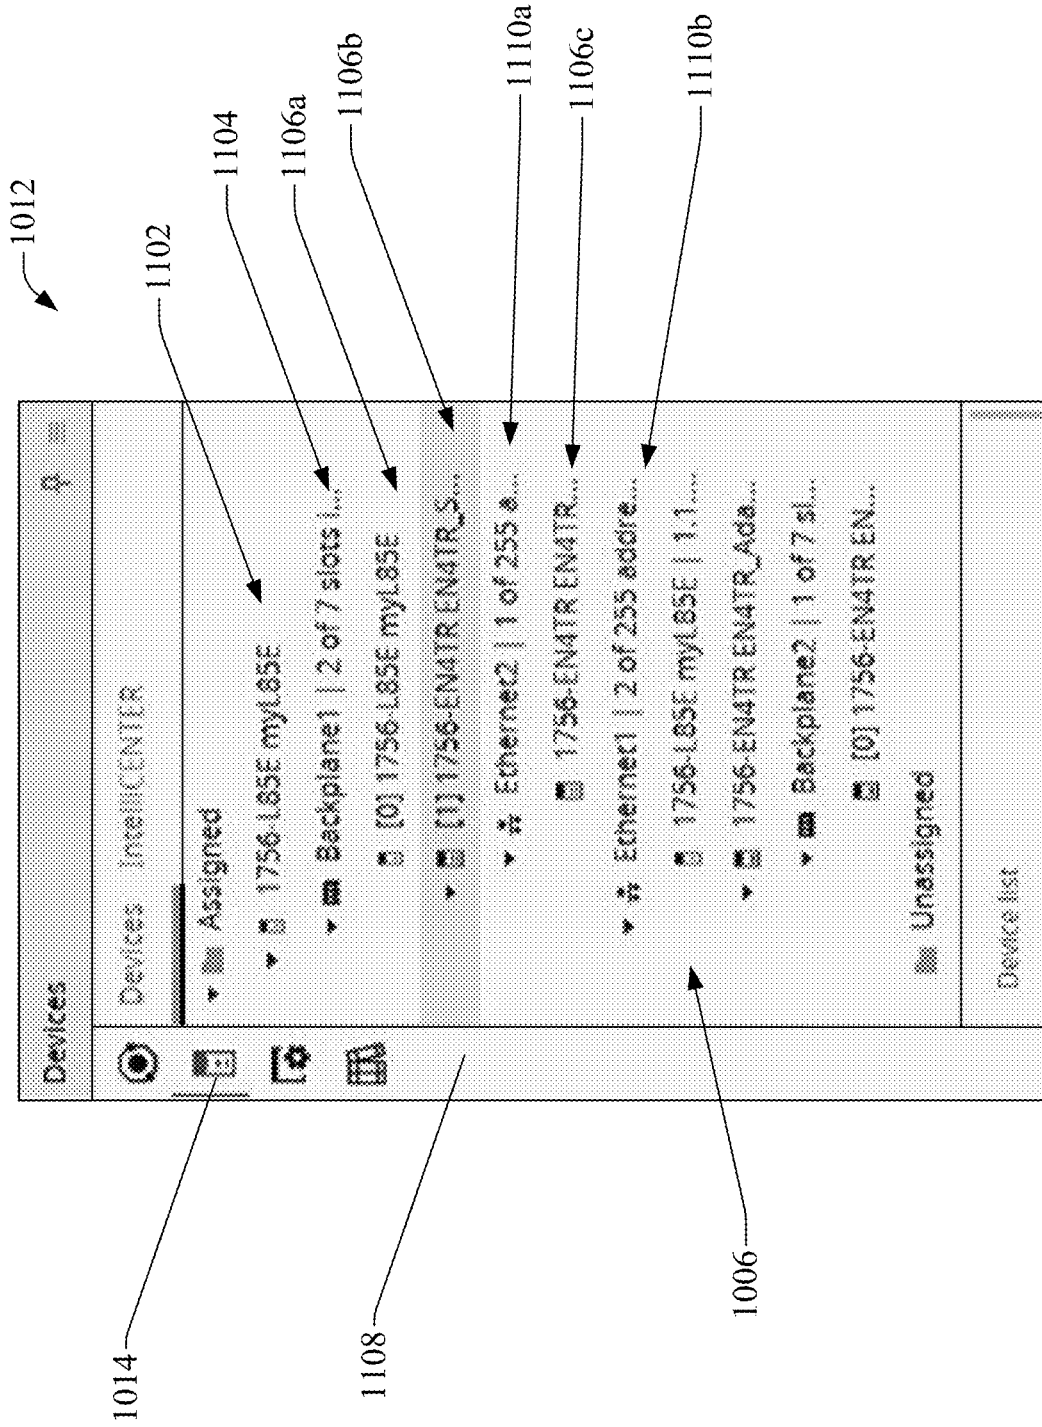 1012
Devices
Devices IntelliCENTER
Assigned
1756-L85E myL85E
Backplane1 | 2 of 7 slots i...
[0] 1756-L85E myL85E
[1] 1756-EN4TR EN4TR_S...
Ethernet2 | 1 of 255 a...
1756-EN4TR EN4TR...
Ethernet1 | 2 of 255 addre...
1756-L85E myL85E | 1.1....
1756-EN4TR EN4TR_Ada...
Backplane2 | 1 of 7 sl...
[0] 1756-EN4TR EN...
Unassigned
Device list
1102
1104
1106a
1106b
1110a
1106c
1110b
1014
1108
1006